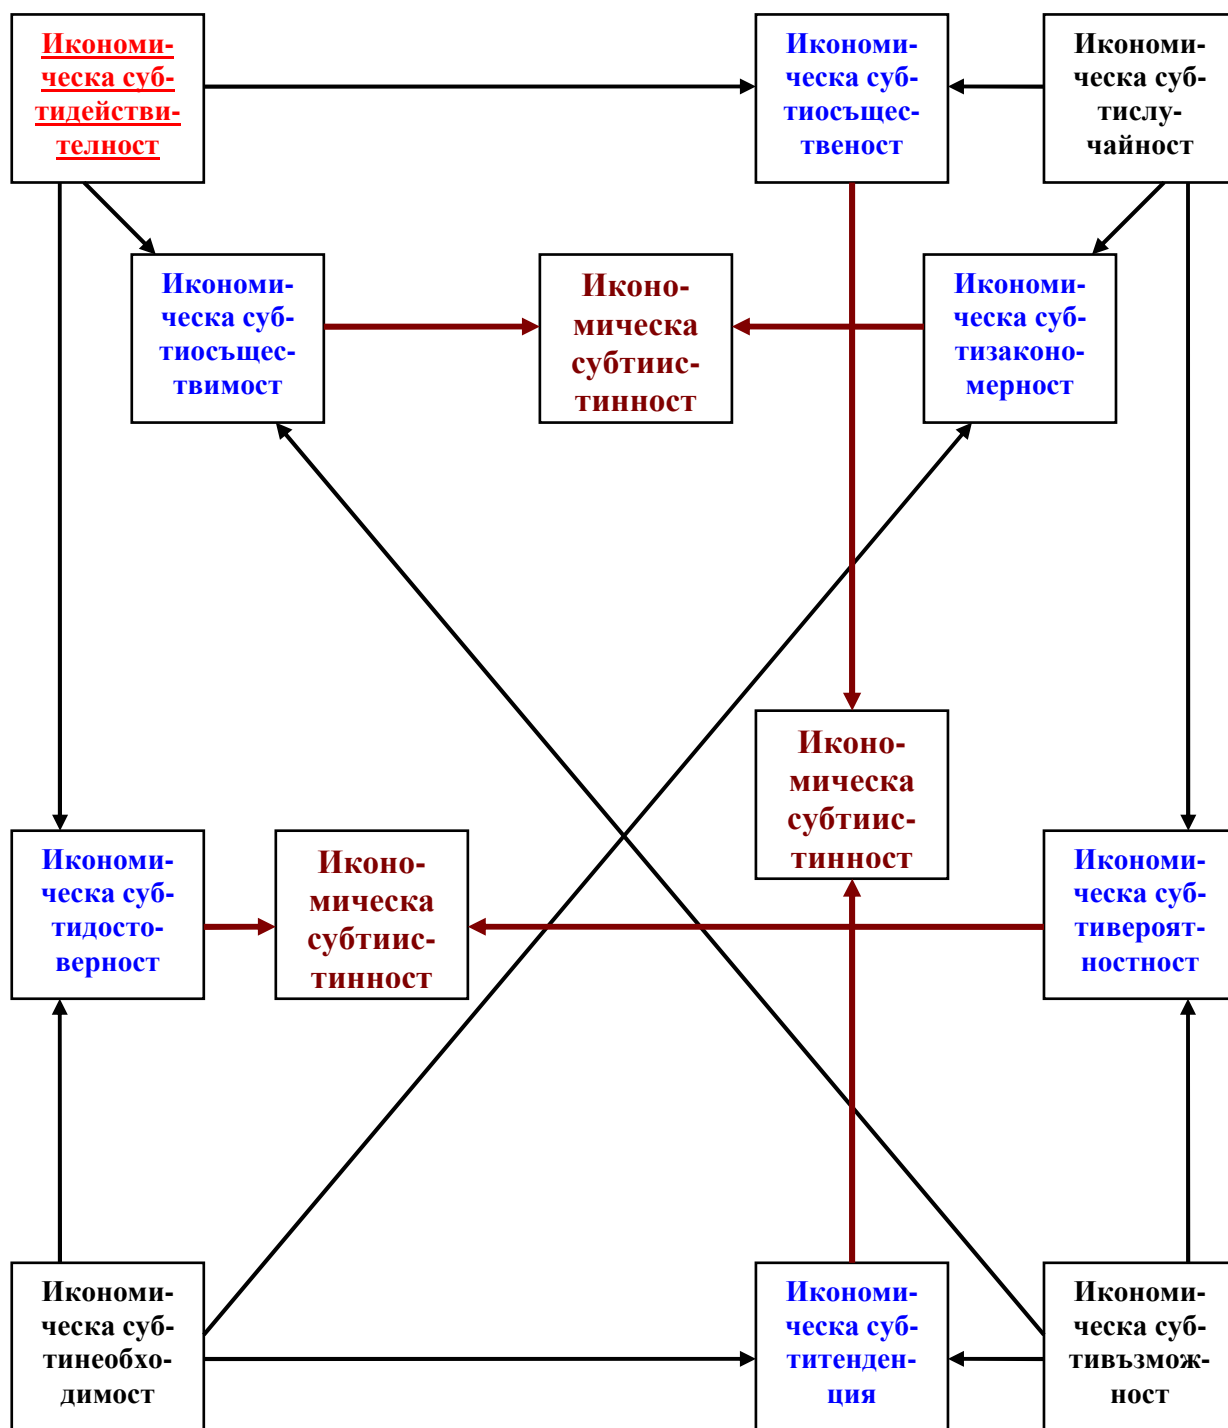 Икономи-
ческа суб-
тидействи-
телност
Икономи-
ческа суб-
тиосъщес-
твеност
Икономи-
ческа суб-
тислу-
чайност
Икономи-
ческа суб-
тиосъщес-
твимост
Иконо-
мическа
субтиис-
тинност
Икономи-
ческа суб-
тизаконо-
мерност
Иконо-
мическа
субтиис-
тинност
Икономи-
ческа суб-
тидосто-
верност
Иконо-
мическа
субтиис-
тинност
Икономи-
ческа суб-
тивероят-
ностност
Икономи-
ческа суб-
тинеобхо-
димост
Икономи-
ческа суб-
титенден-
ция
Икономи-
ческа суб-
тивъзмож-
ност